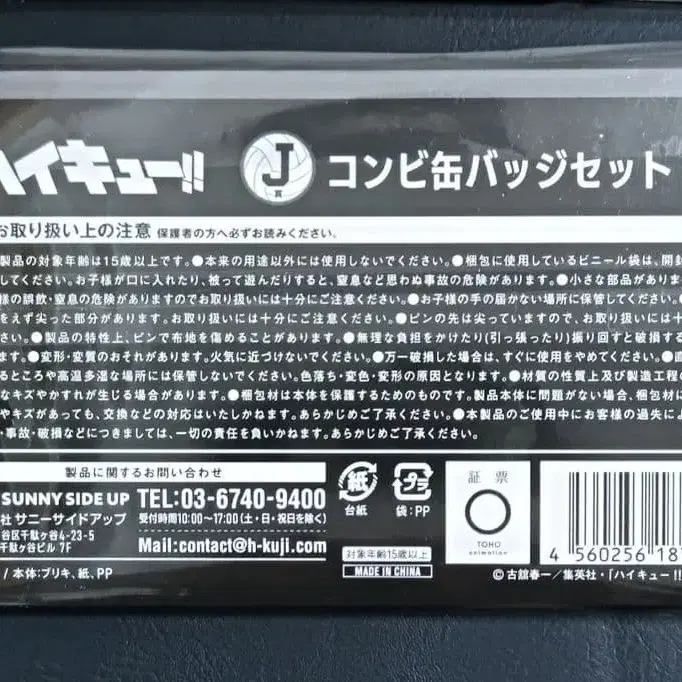 ハイキュー!! J賞 コンビ缶バッジセット
お取り扱い上の注意 保護者の方へ必ずお読みください。
製品の対象年齢は15歳以上です。●本来の用途以外には使用しないでください。●梱包に使用しているビニール袋は、開封
してください。お子様が口に入れたり、被って遊んだりすると、窒息など思わぬ事故の危険があります。●小さな部品がありま
様の誤飲・窒息の危険がありますのでお取り扱いには十分にご注意ください。●お子様の手の届かない場所に保管してください。
をえず尖った部分があります。お取り扱いには十分にご注意ください。●ピンの先は尖っていますので、お取り扱いには十
さい。●製品の特性上、ピンで布地を傷めることがあります。●無理な負担をかけたり(引っ張ったり)振り回すと破損する
ます。●変形・変質のおそれがあります。火気に近づけないでください。●万一破損した場合は、すぐに使用をやめてください。●直
るところや高温多湿な場所には保管しないでください。色落ち・変色・変形の原因となります。●材質の性質上及び製造工程の
なキズやかすれが生じる場合があります。●梱包材は本体を保護するためのものです。製品本体に問題がない場合、梱包材に
やキズがあっても、交換などの対応はいたしかねます。あらかじめご了承ください。●本製品のご使用中にお客様の過失によ
・事故・破損などにつきましては、一切の責任を負いかねます。あらかじめご了承ください。
製品に関するお問い合わせ
SUNNY SIDE UP TEL:03-6740-9400
社 サニーサイドアップ 受付時間10:00~17:00(土・日・祝日を除く)
谷区千駄ヶ谷4-23-5
千駄ヶ谷ビル 7F Mail:contact@h-kuji.com
/ 本体:ブリキ、紙、PP
紙
台紙
プラ
袋:PP
対象年齢15歳以上
MADE IN CHINA
証票
TOHO
animation
4 560256 18
©古舘春一/集英社・「ハイキュー!!